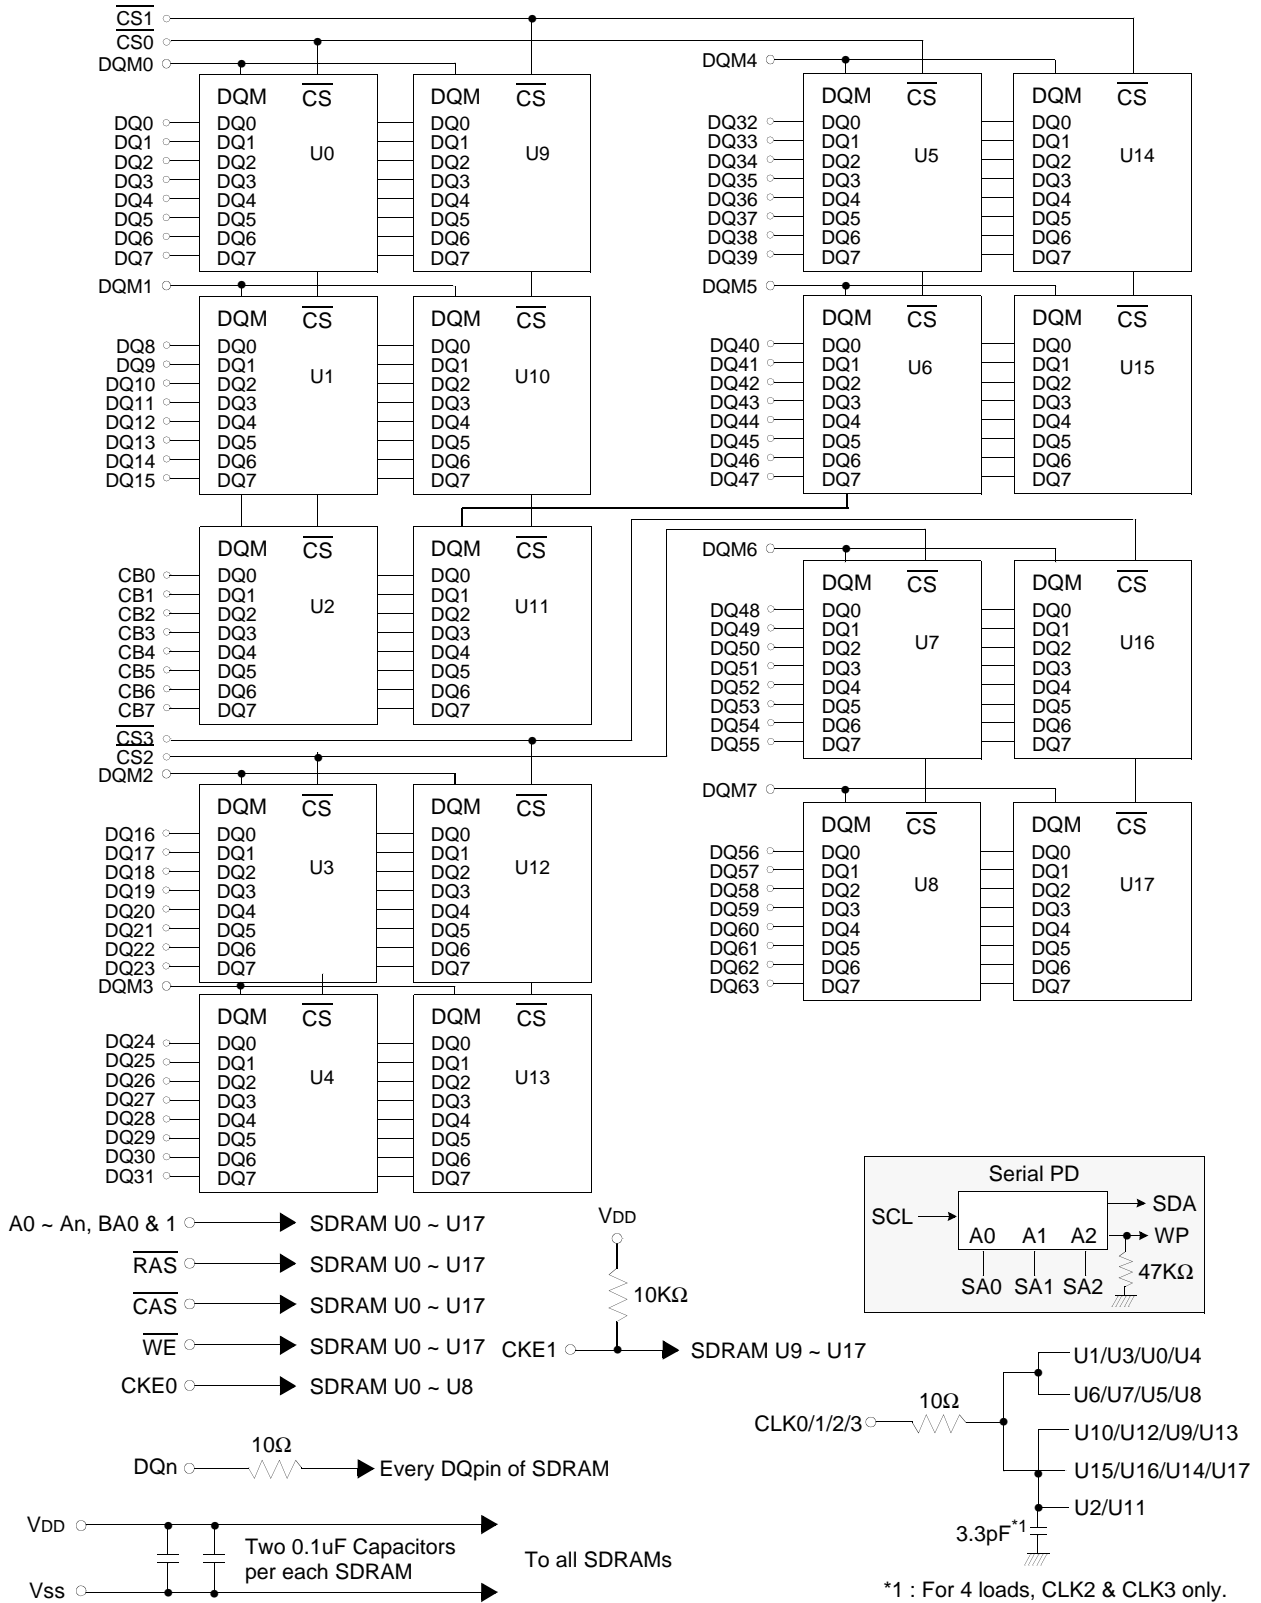 CS1
CS0
DQM0
DQM CS DQM CS
DQ0 DQ0 DQ0
DQ1 DQ1 U0 DQ1 U9
DQ2 DQ2 DQ2
DQ3 DQ3 DQ3
DQ4 DQ4 DQ4
DQ5 DQ5 DQ5
DQ6 DQ6 DQ6
DQ7 DQ7 DQ7
DQM1
DQM CS DQM CS
DQ8 DQ0 DQ0
DQ9 DQ1 U1 DQ1 U10
DQ10 DQ2 DQ2
DQ11 DQ3 DQ3
DQ12 DQ4 DQ4
DQ13 DQ5 DQ5
DQ14 DQ6 DQ6
DQ15 DQ7 DQ7
DQM CS DQM CS
CB0 DQ0 DQ0
CB1 DQ1 U2 DQ1 U11
CB2 DQ2 DQ2
CB3 DQ3 DQ3
CB4 DQ4 DQ4
CB5 DQ5 DQ5
CB6 DQ6 DQ6
CB7 DQ7 DQ7
CS3
CS2
DQM2
DQM CS DQM CS
DQ16 DQ0 DQ0
DQ17 DQ1 U3 DQ1 U12
DQ18 DQ2 DQ2
DQ19 DQ3 DQ3
DQ20 DQ4 DQ4
DQ21 DQ5 DQ5
DQ22 DQ6 DQ6
DQ23 DQ7 DQ7
DQM3
DQM CS DQM CS
DQ24 DQ0 DQ0
DQ25 DQ1 U4 DQ1 U13
DQ26 DQ2 DQ2
DQ27 DQ3 DQ3
DQ28 DQ4 DQ4
DQ29 DQ5 DQ5
DQ30 DQ6 DQ6
DQ31 DQ7 DQ7
DQM4
DQM CS DQM CS
DQ32 DQ0 DQ0
DQ33 DQ1 U5 DQ1 U14
DQ34 DQ2 DQ2
DQ35 DQ3 DQ3
DQ36 DQ4 DQ4
DQ37 DQ5 DQ5
DQ38 DQ6 DQ6
DQ39 DQ7 DQ7
DQM5
DQM CS DQM CS
DQ40 DQ0 DQ0
DQ41 DQ1 U6 DQ1 U15
DQ42 DQ2 DQ2
DQ43 DQ3 DQ3
DQ44 DQ4 DQ4
DQ45 DQ5 DQ5
DQ46 DQ6 DQ6
DQ47 DQ7 DQ7
DQM6
DQM CS DQM CS
DQ48 DQ0 DQ0
DQ49 DQ1 U7 DQ1 U16
DQ50 DQ2 DQ2
DQ51 DQ3 DQ3
DQ52 DQ4 DQ4
DQ53 DQ5 DQ5
DQ54 DQ6 DQ6
DQ55 DQ7 DQ7
DQM7
DQM CS DQM CS
DQ56 DQ0 DQ0
DQ57 DQ1 U8 DQ1 U17
DQ58 DQ2 DQ2
DQ59 DQ3 DQ3
DQ60 DQ4 DQ4
DQ61 DQ5 DQ5
DQ62 DQ6 DQ6
DQ63 DQ7 DQ7
A0 ~ An, BA0 & 1 SDRAM U0 ~ U17
RAS SDRAM U0 ~ U17
CAS SDRAM U0 ~ U17
WE SDRAM U0 ~ U17
CKE0 SDRAM U0 ~ U8
VDD
10KΩ
CKE1 SDRAM U9 ~ U17
Serial PD
SCL SDA
A0 A1 A2 WP
SA0 SA1 SA2 47KΩ
10Ω
DQn Every DQpin of SDRAM
VDD
Two 0.1uF Capacitors
per each SDRAM
To all SDRAMs
Vss
10Ω
CLK0/1/2/3
U1/U3/U0/U4
U6/U7/U5/U8
U10/U12/U9/U13
U15/U16/U14/U17
U2/U11
3.3pF*1
*1 : For 4 loads, CLK2 & CLK3 only.